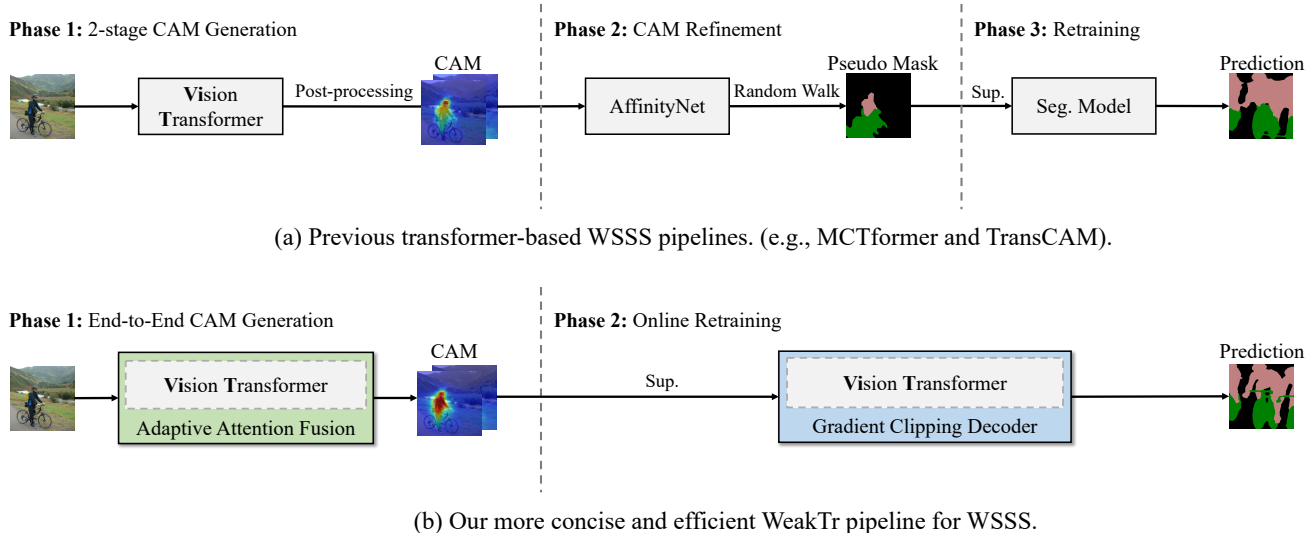 Phase 1: 2-stage CAM Generation
Phase 2: CAM Refinement
Phase 3: Retraining
Vision
Transformer
Post-processing
CAM
AffinityNet
Random Walk
Pseudo Mask
Sup.
Seg. Model
Prediction
(a) Previous transformer-based WSSS pipelines. (e.g., MCTformer and TransCAM).
Phase 1: End-to-End CAM Generation
Phase 2: Online Retraining
Vision Transformer
Adaptive Attention Fusion
CAM
Sup.
Vision Transformer
Gradient Clipping Decoder
Prediction
(b) Our more concise and efficient WeakTr pipeline for WSSS.